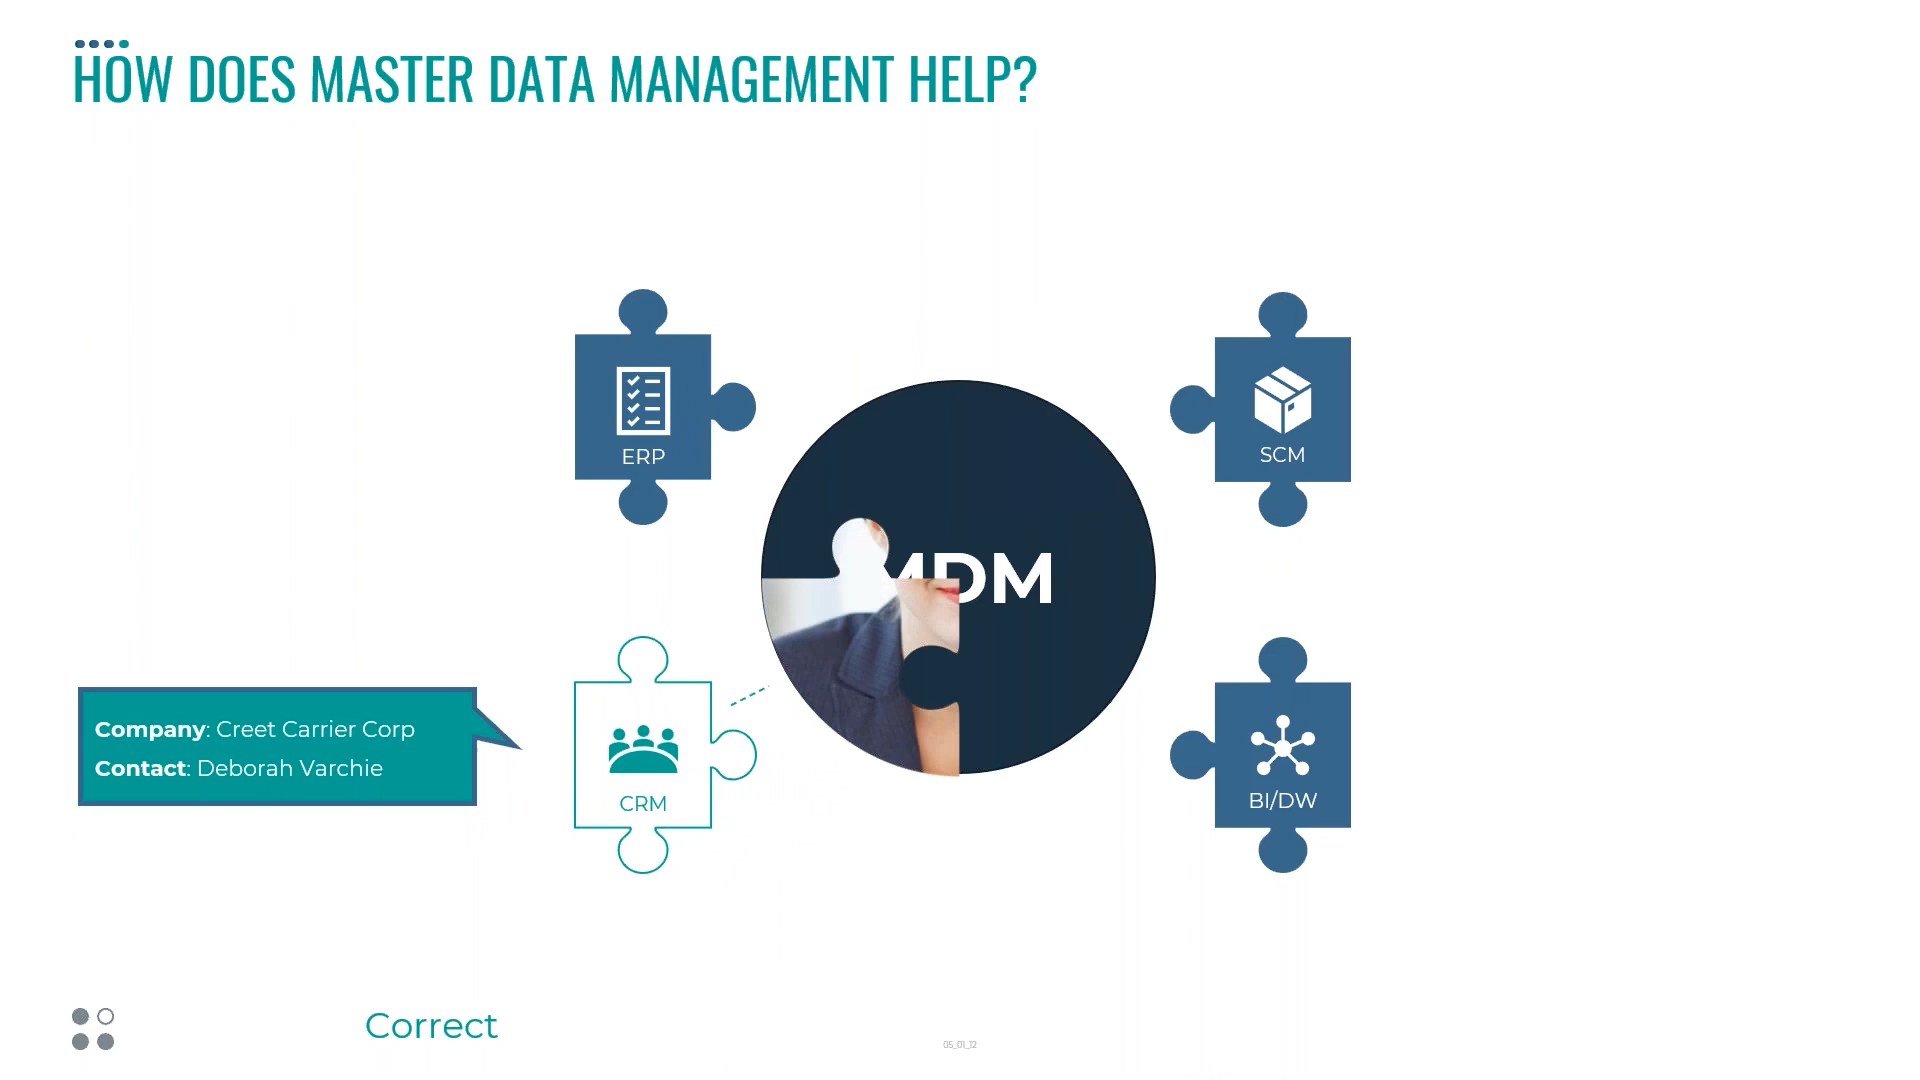 HOW DOES MASTER DATA MANAGEMENT HELP?
ERP
SCM
MDM
Company: Creet Carrier Corp
Contact: Deborah Varchie
CRM
BI/DW
Correct
05_01_12